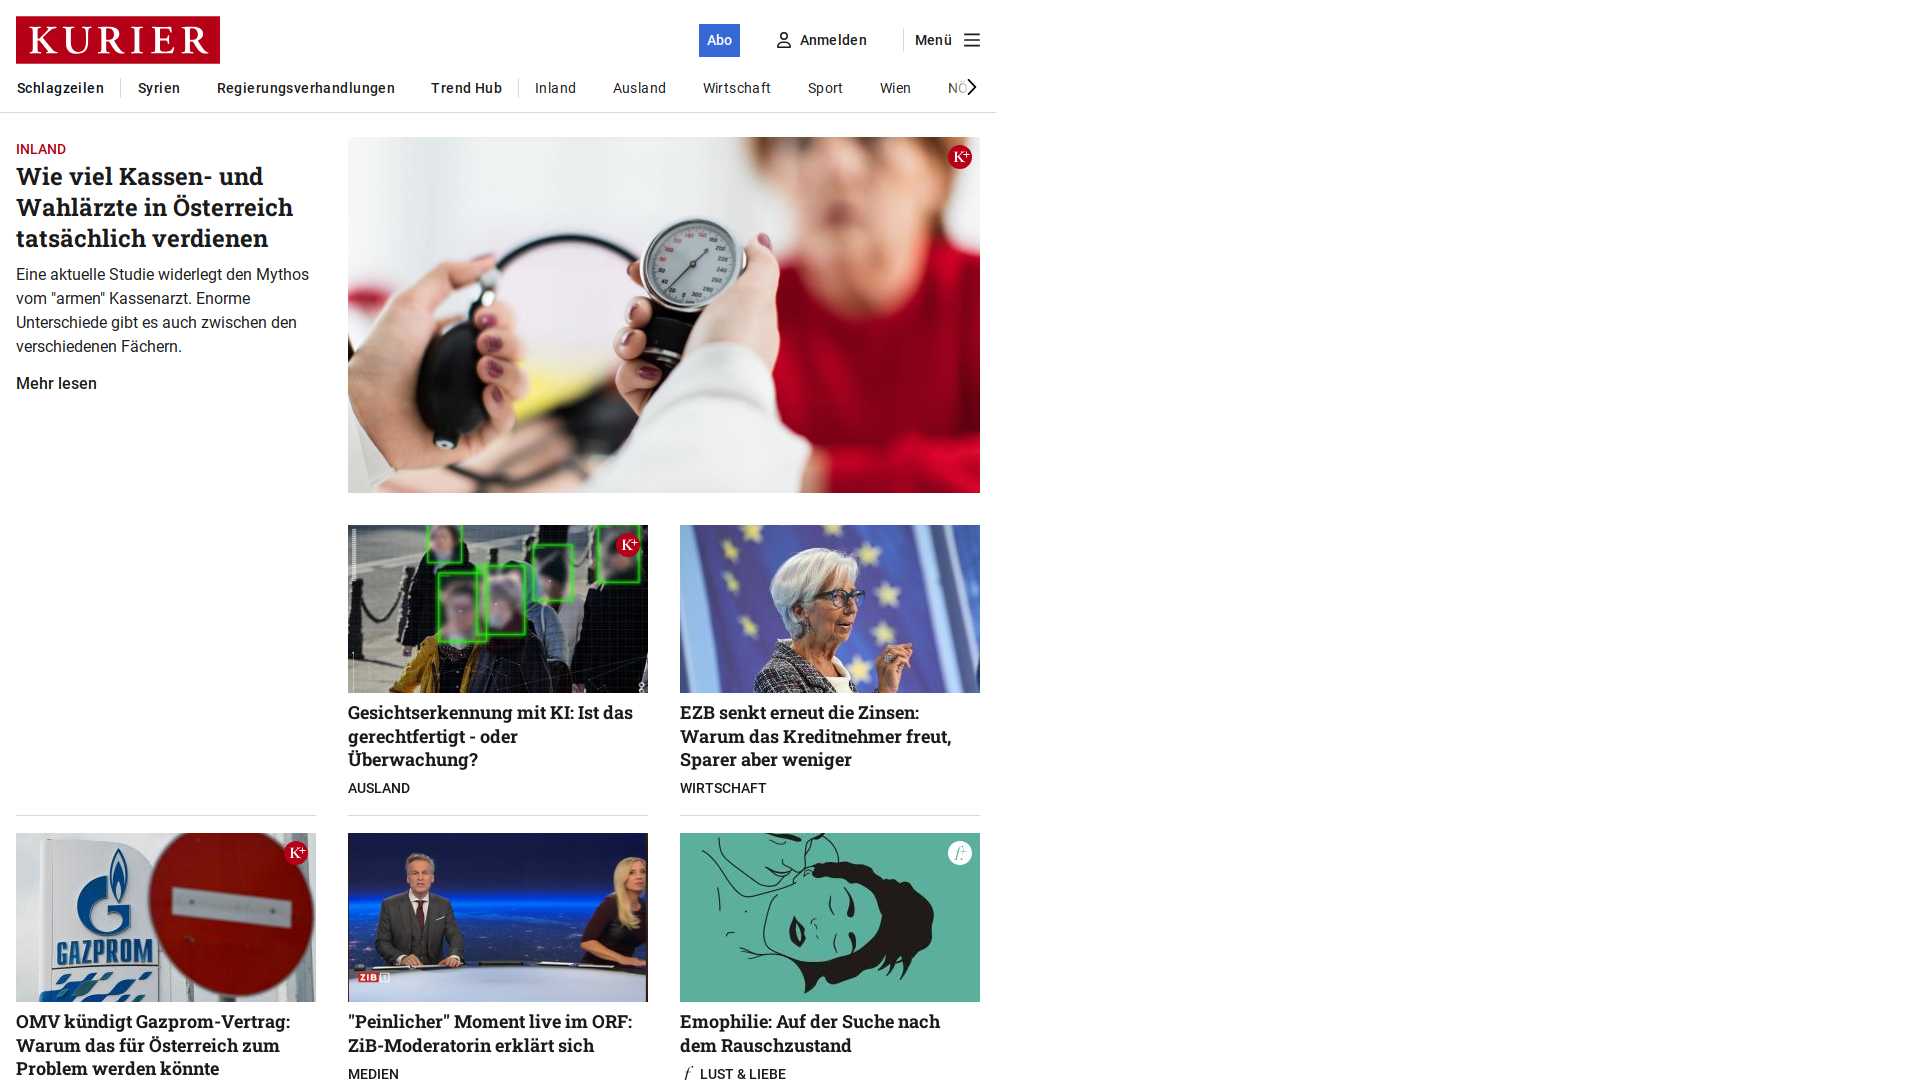 KURIER
Abo
Anmelden
Menü
Schlagzeilen
Syrien
Regierungsverhandlungen
Trend Hub
Inland
Ausland
Wirtschaft
Sport
Wien
NÖ
INLAND
Wie viel Kassen- und
Wahlärzte in Österreich
tatsächlich verdienen
Eine aktuelle Studie widerlegt den Mythos
vom "armen" Kassenarzt. Enorme
Unterschiede gibt es auch zwischen den
verschiedenen Fächern.
Mehr lesen
K+
K+
Gesichtserkennung mit KI: Ist das
gerechtfertigt - oder
Überwachung?
AUSLAND
EZB senkt erneut die Zinsen:
Warum das Kreditnehmer freut,
Sparer aber weniger
WIRTSCHAFT
K+
GAZPROM
OMV kündigt Gazprom-Vertrag:
Warum das für Österreich zum
Problem werden könnte
ZIB 1
"Peinlicher" Moment live im ORF:
ZiB-Moderatorin erklärt sich
MEDIEN
f+
Emophilie: Auf der Suche nach
dem Rauschzustand
f LUST & LIEBE